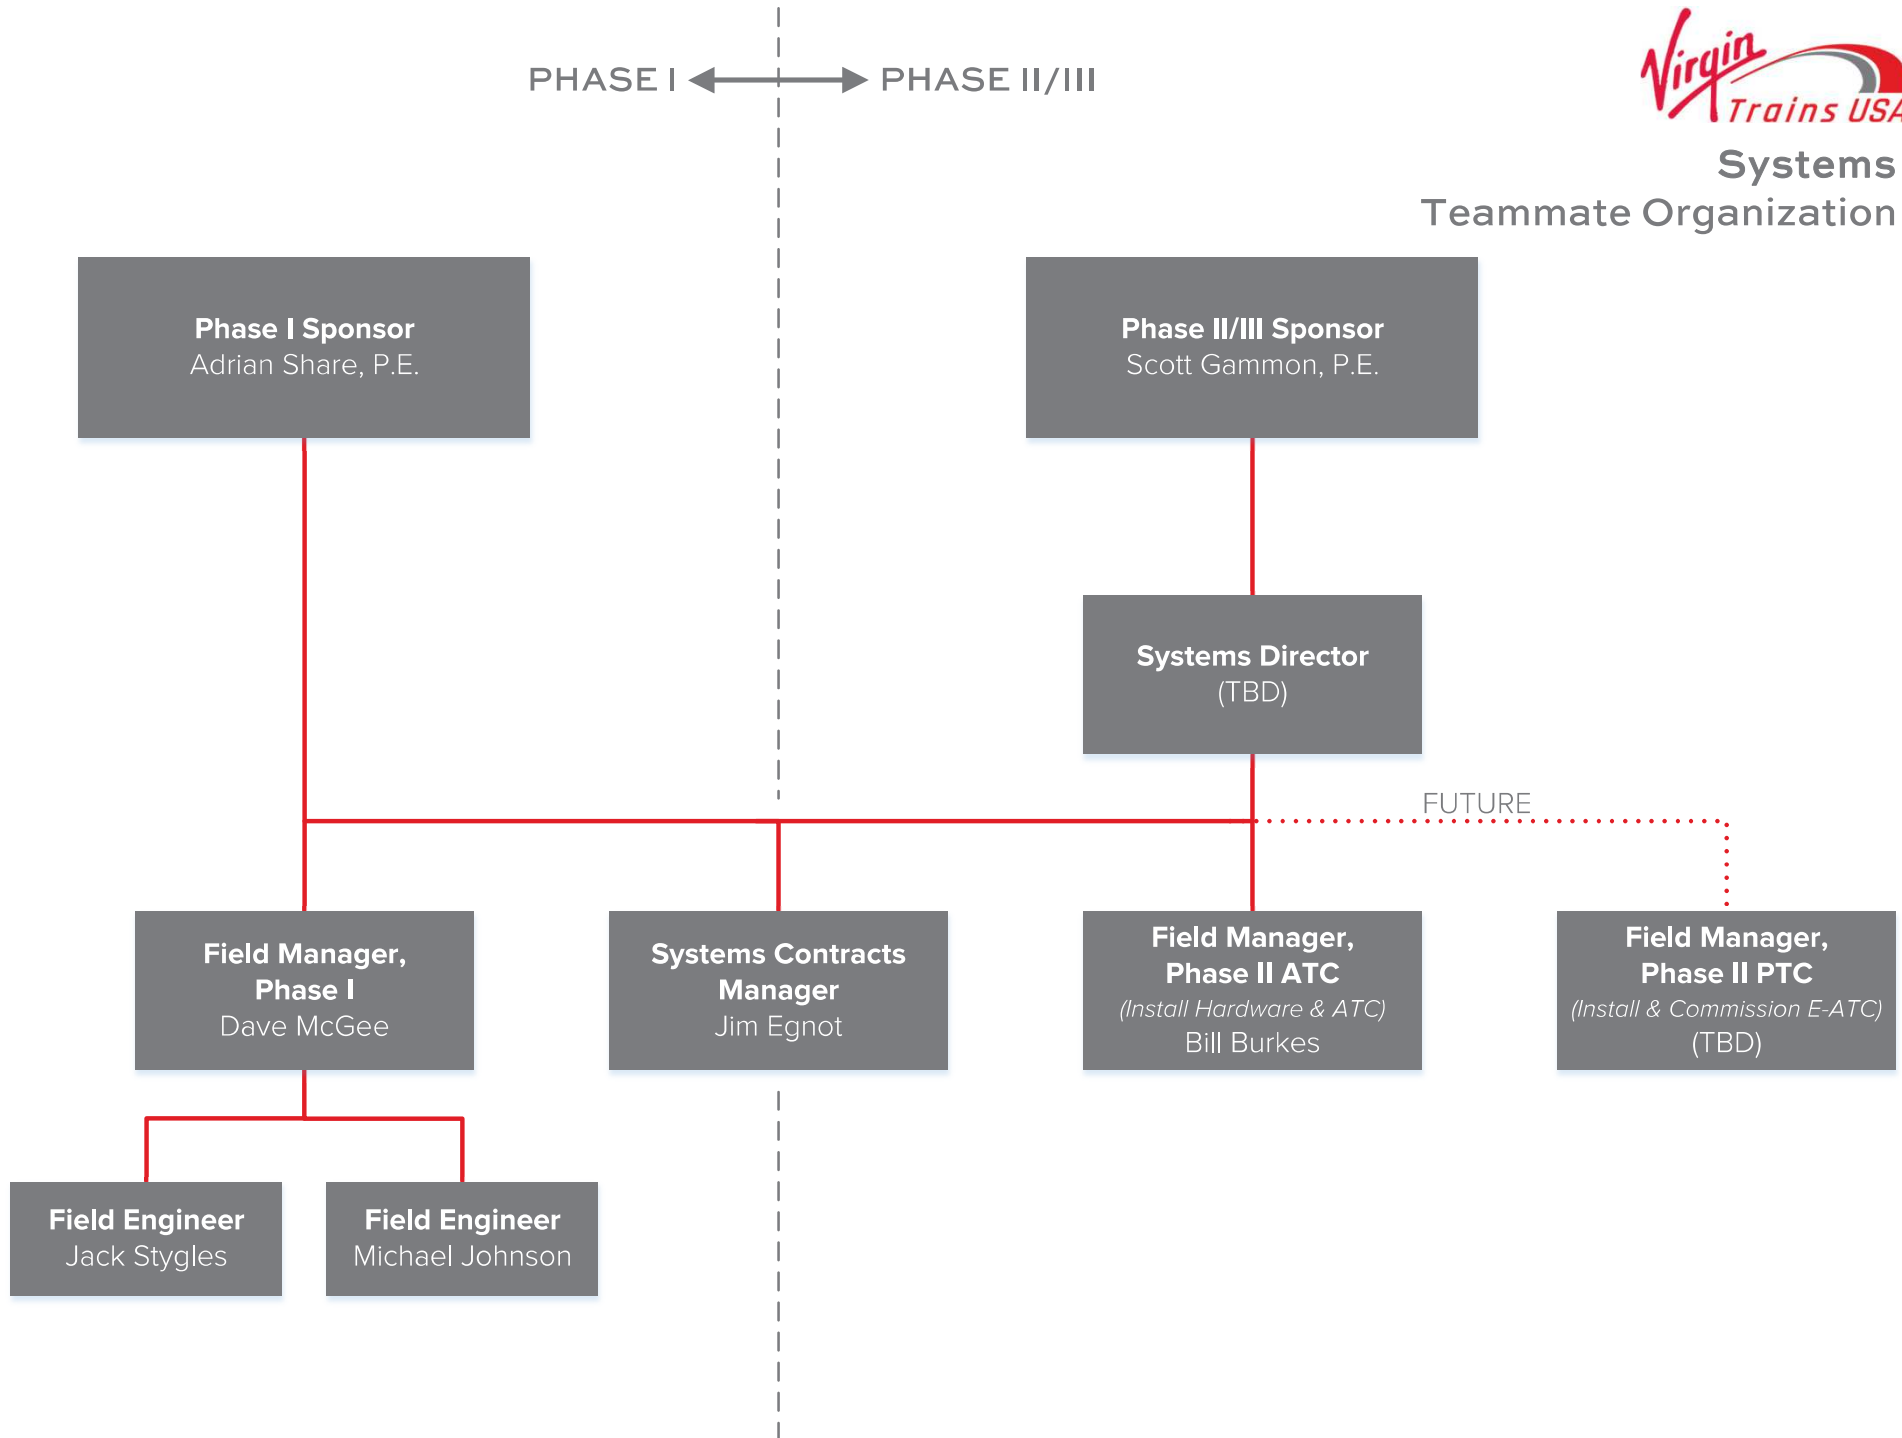 PHASE I
PHASE II/III
Virgin
Trains USA
Systems
Teammate Organization
Phase I Sponsor
Adrian Share, P.E.
Phase II/III Sponsor
Scott Gammon, P.E.
Systems Director
(TBD)
FUTURE
Field Manager,
Phase I
Dave McGee
Systems Contracts
Manager
Jim Egnot
Field Manager,
Phase II ATC
(Install Hardware & ATC)
Bill Burkes
Field Manager,
Phase II PTC
(Install & Commission E-ATC)
(TBD)
Field Engineer
Jack Stygles
Field Engineer
Michael Johnson